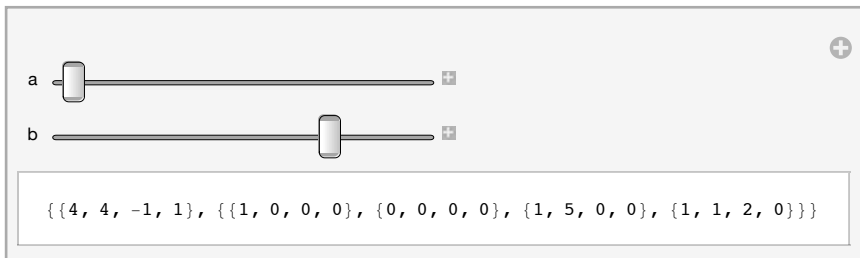 a
b
{{4, 4, -1, 1}, {{1, 0, 0, 0}, {0, 0, 0, 0}, {1, 5, 0, 0}, {1, 1, 2, 0}}}